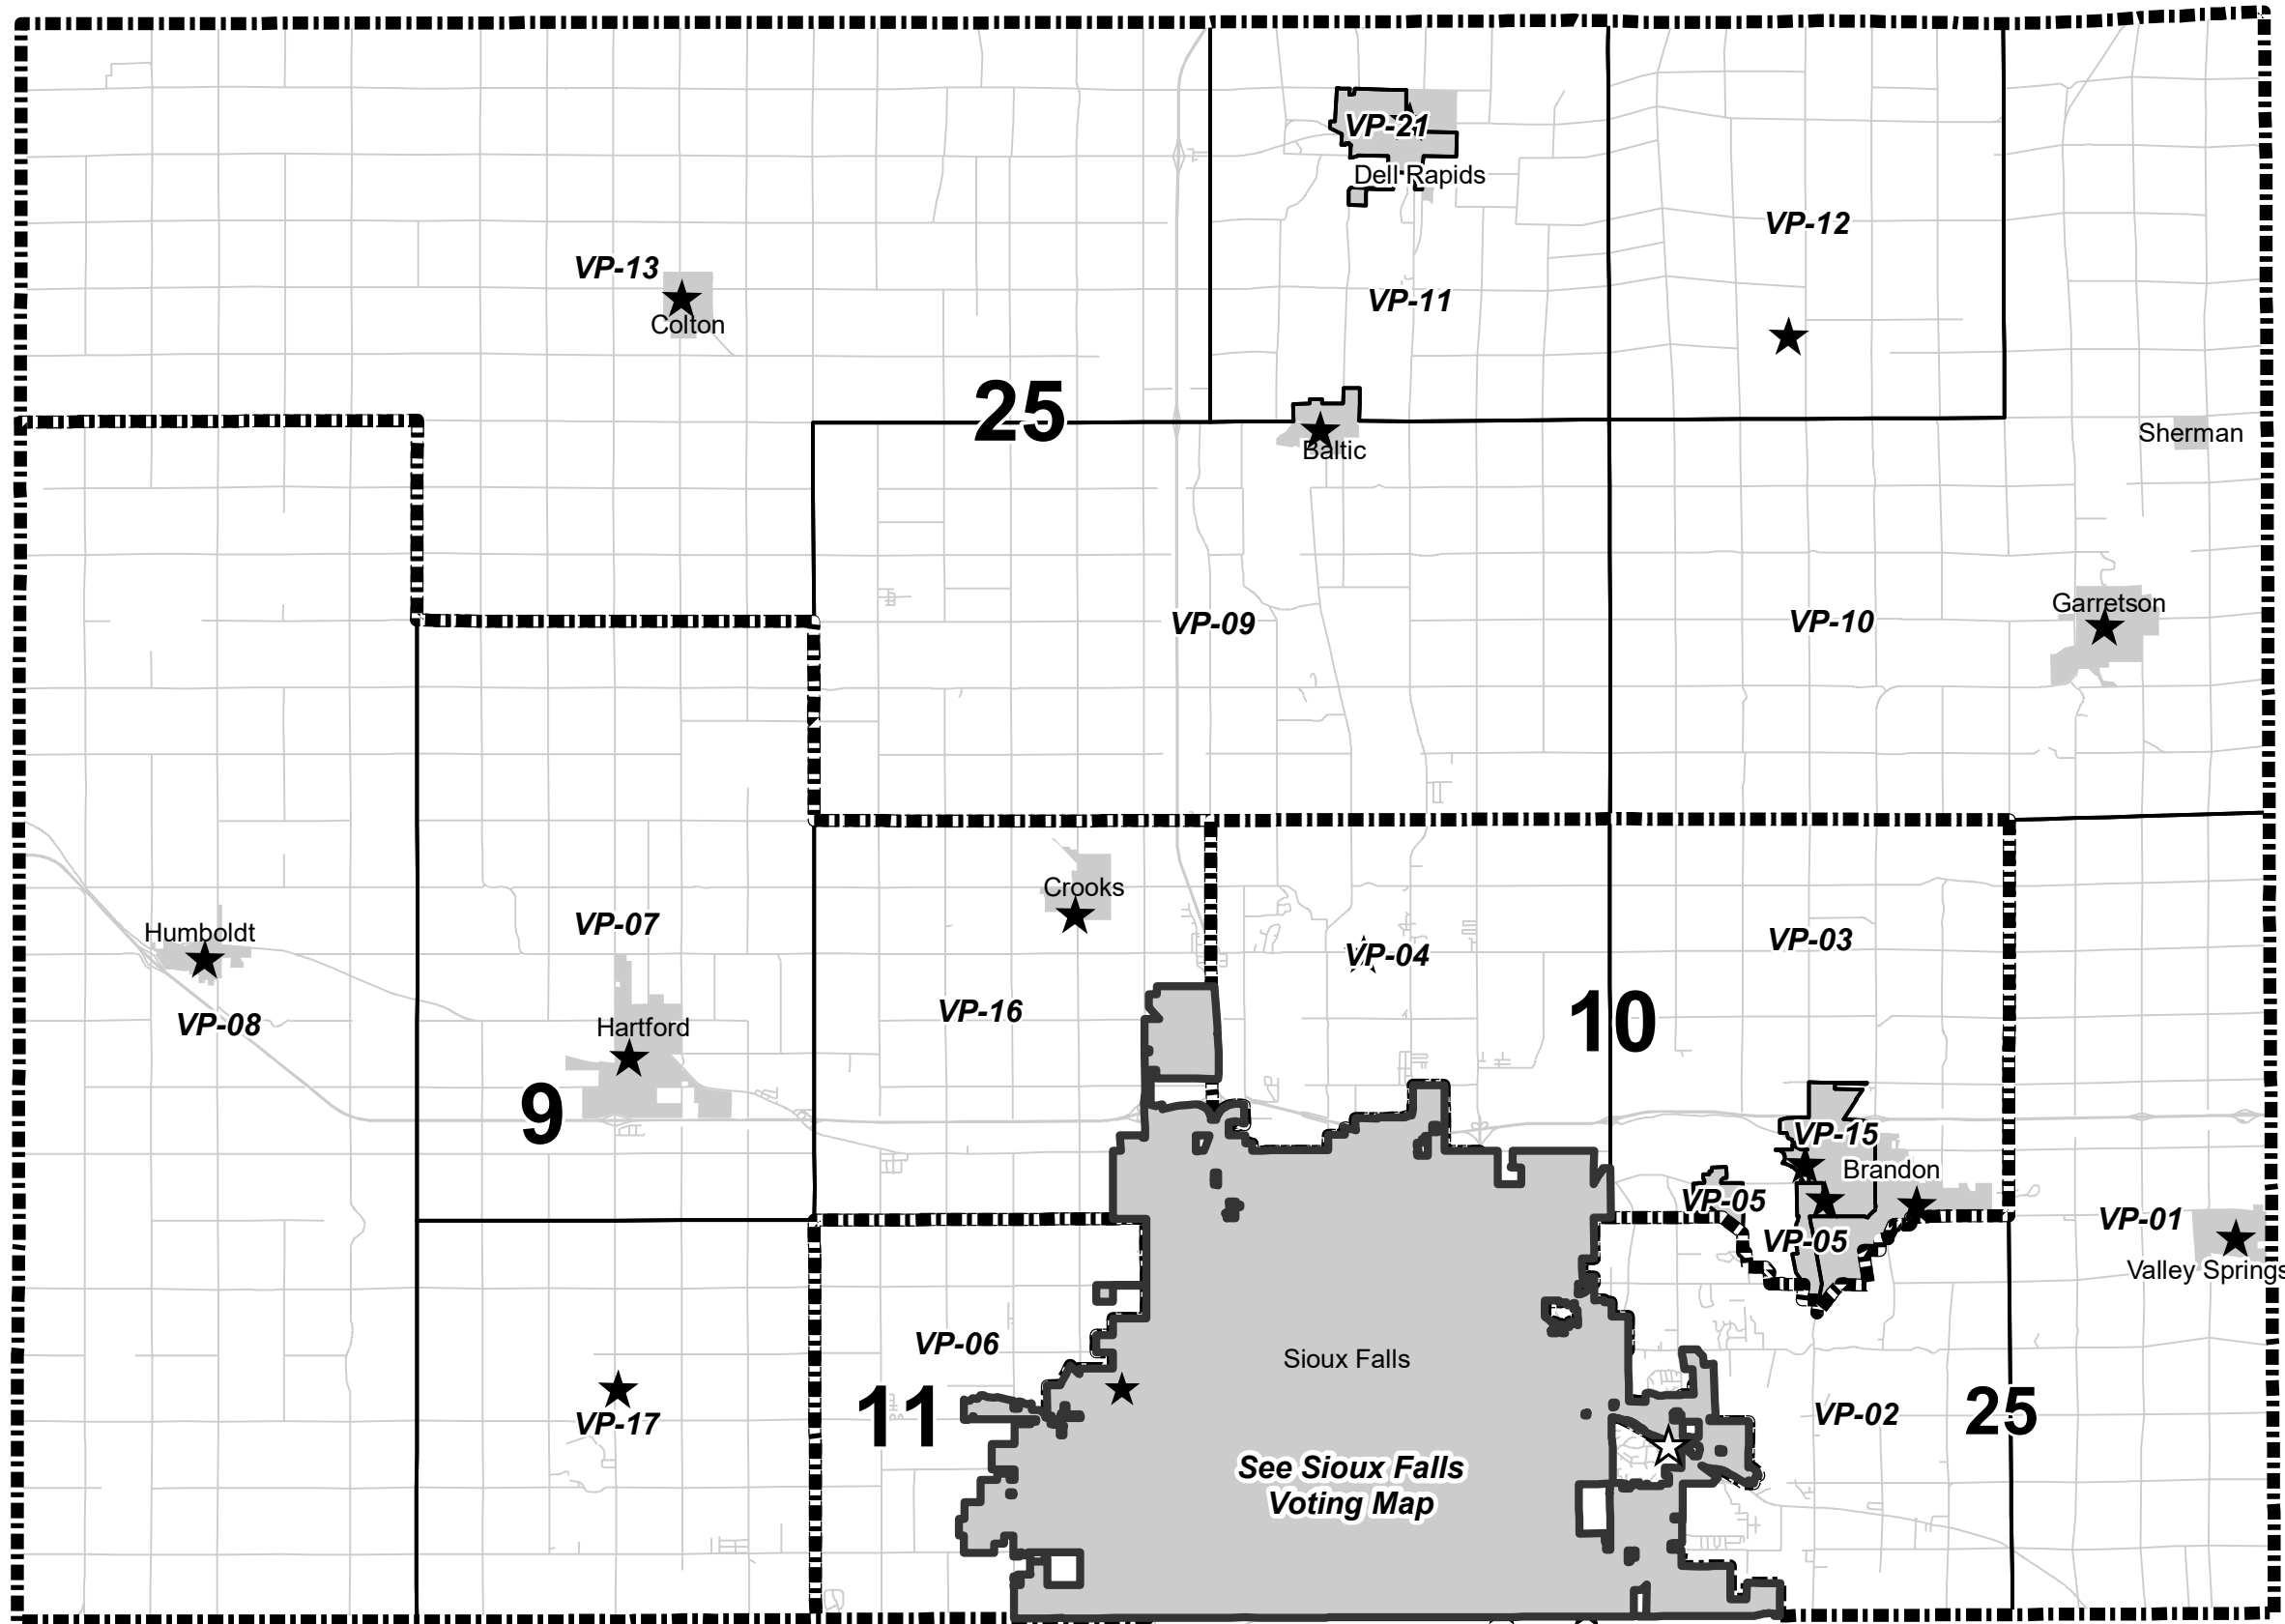 VP-21
Dell Rapids
VP-12
VP-13
Colton
VP-11
25
Baltic
Sherman
VP-09
VP-10
Garretson
Crooks
VP-07
Humboldt
VP-04
VP-03
VP-08
VP-16
Hartford
10
9
VP-15
Brandon
VP-05
VP-05
VP-01
Valley Springs
VP-06
Sioux Falls
11
VP-17
VP-02
25
See Sioux Falls
Voting Map